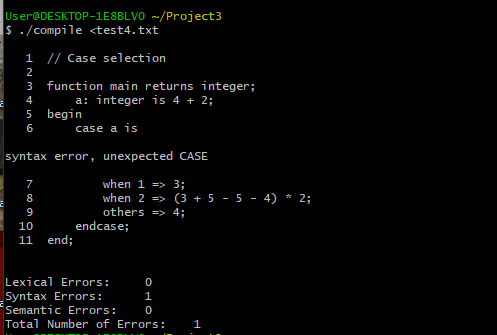 User@DESKTOP-1E8BLVO ~/Project3
$ ./compile <test4.txt
1 // Case selection
2
3 function main returns integer;
4 a: integer is 4 + 2;
5 begin
6 case a is
syntax error, unexpected CASE
7 when 1 => 3;
8 when 2 => (3 + 5 - 5 - 4) * 2;
9 others => 4;
10 endcase;
11 end;
Lexical Errors: 0
Syntax Errors: 1
Semantic Errors: 0
Total Number of Errors: 1